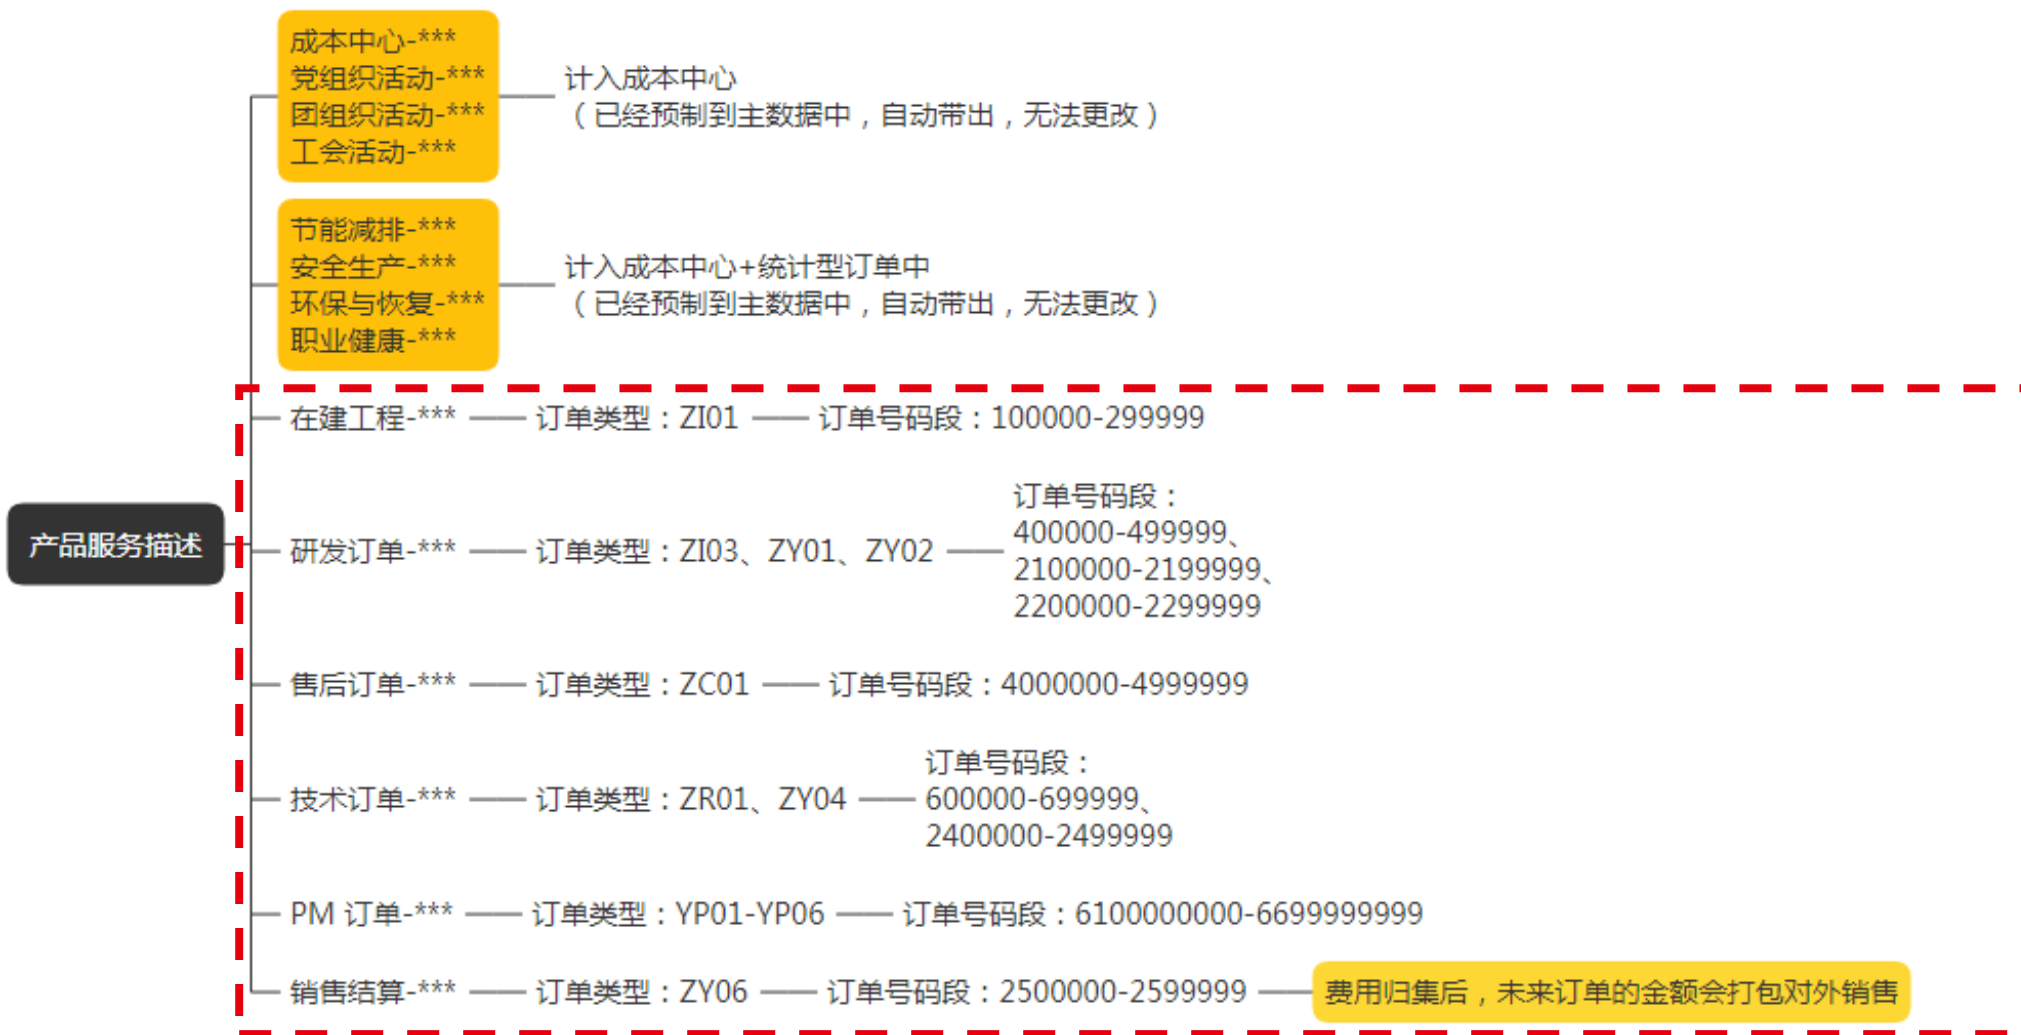 成本中心-***
党组织活动-***
团组织活动-***
工会活动-***
计入成本中心
（已经预制到主数据中，自动带出，无法更改）
节能减排-***
安全生产-***
环保与恢复-***
职业健康-***
计入成本中心+统计型订单中
（已经预制到主数据中，自动带出，无法更改）
产品服务描述
在建工程-*** 订单类型：ZI01 订单号码段：100000-299999
研发订单-*** 订单类型：ZI03、ZY01、ZY02
订单号码段：
400000-499999、
2100000-2199999、
2200000-2299999
售后订单-*** 订单类型：ZC01 订单号码段：4000000-4999999
技术订单-*** 订单类型：ZR01、ZY04
订单号码段：
600000-699999、
2400000-2499999
PM 订单-*** 订单类型：YP01-YP06 订单号码段：6100000000-6699999999
销售结算-*** 订单类型：ZY06 订单号码段：2500000-2599999 费用归集后，未来订单的金额会打包对外销售